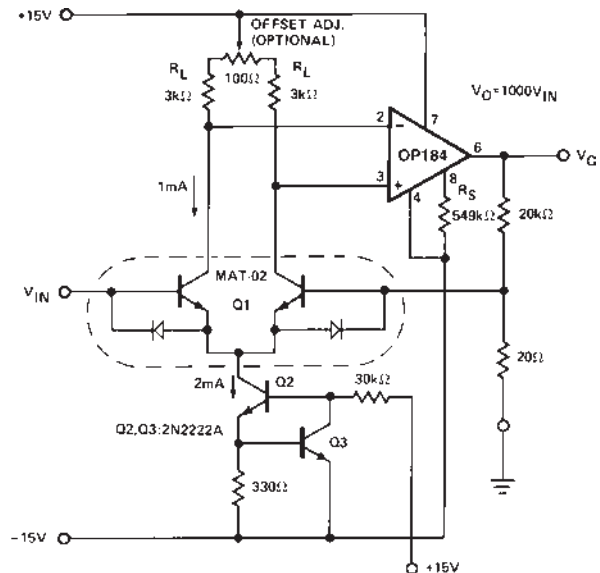 +15V
OFFSET ADJ.
(OPTIONAL)
RL
3kΩ
100Ω
RL
3kΩ
VO=1000VIN
2
-
7
OP184
6
VO
3
+
8
4
RS
549kΩ
20kΩ
1mA
MAT-02
Q1
VIN
20Ω
2mA
Q2
30kΩ
Q2,Q3:2N2222A
Q3
330Ω
-15V
+15V